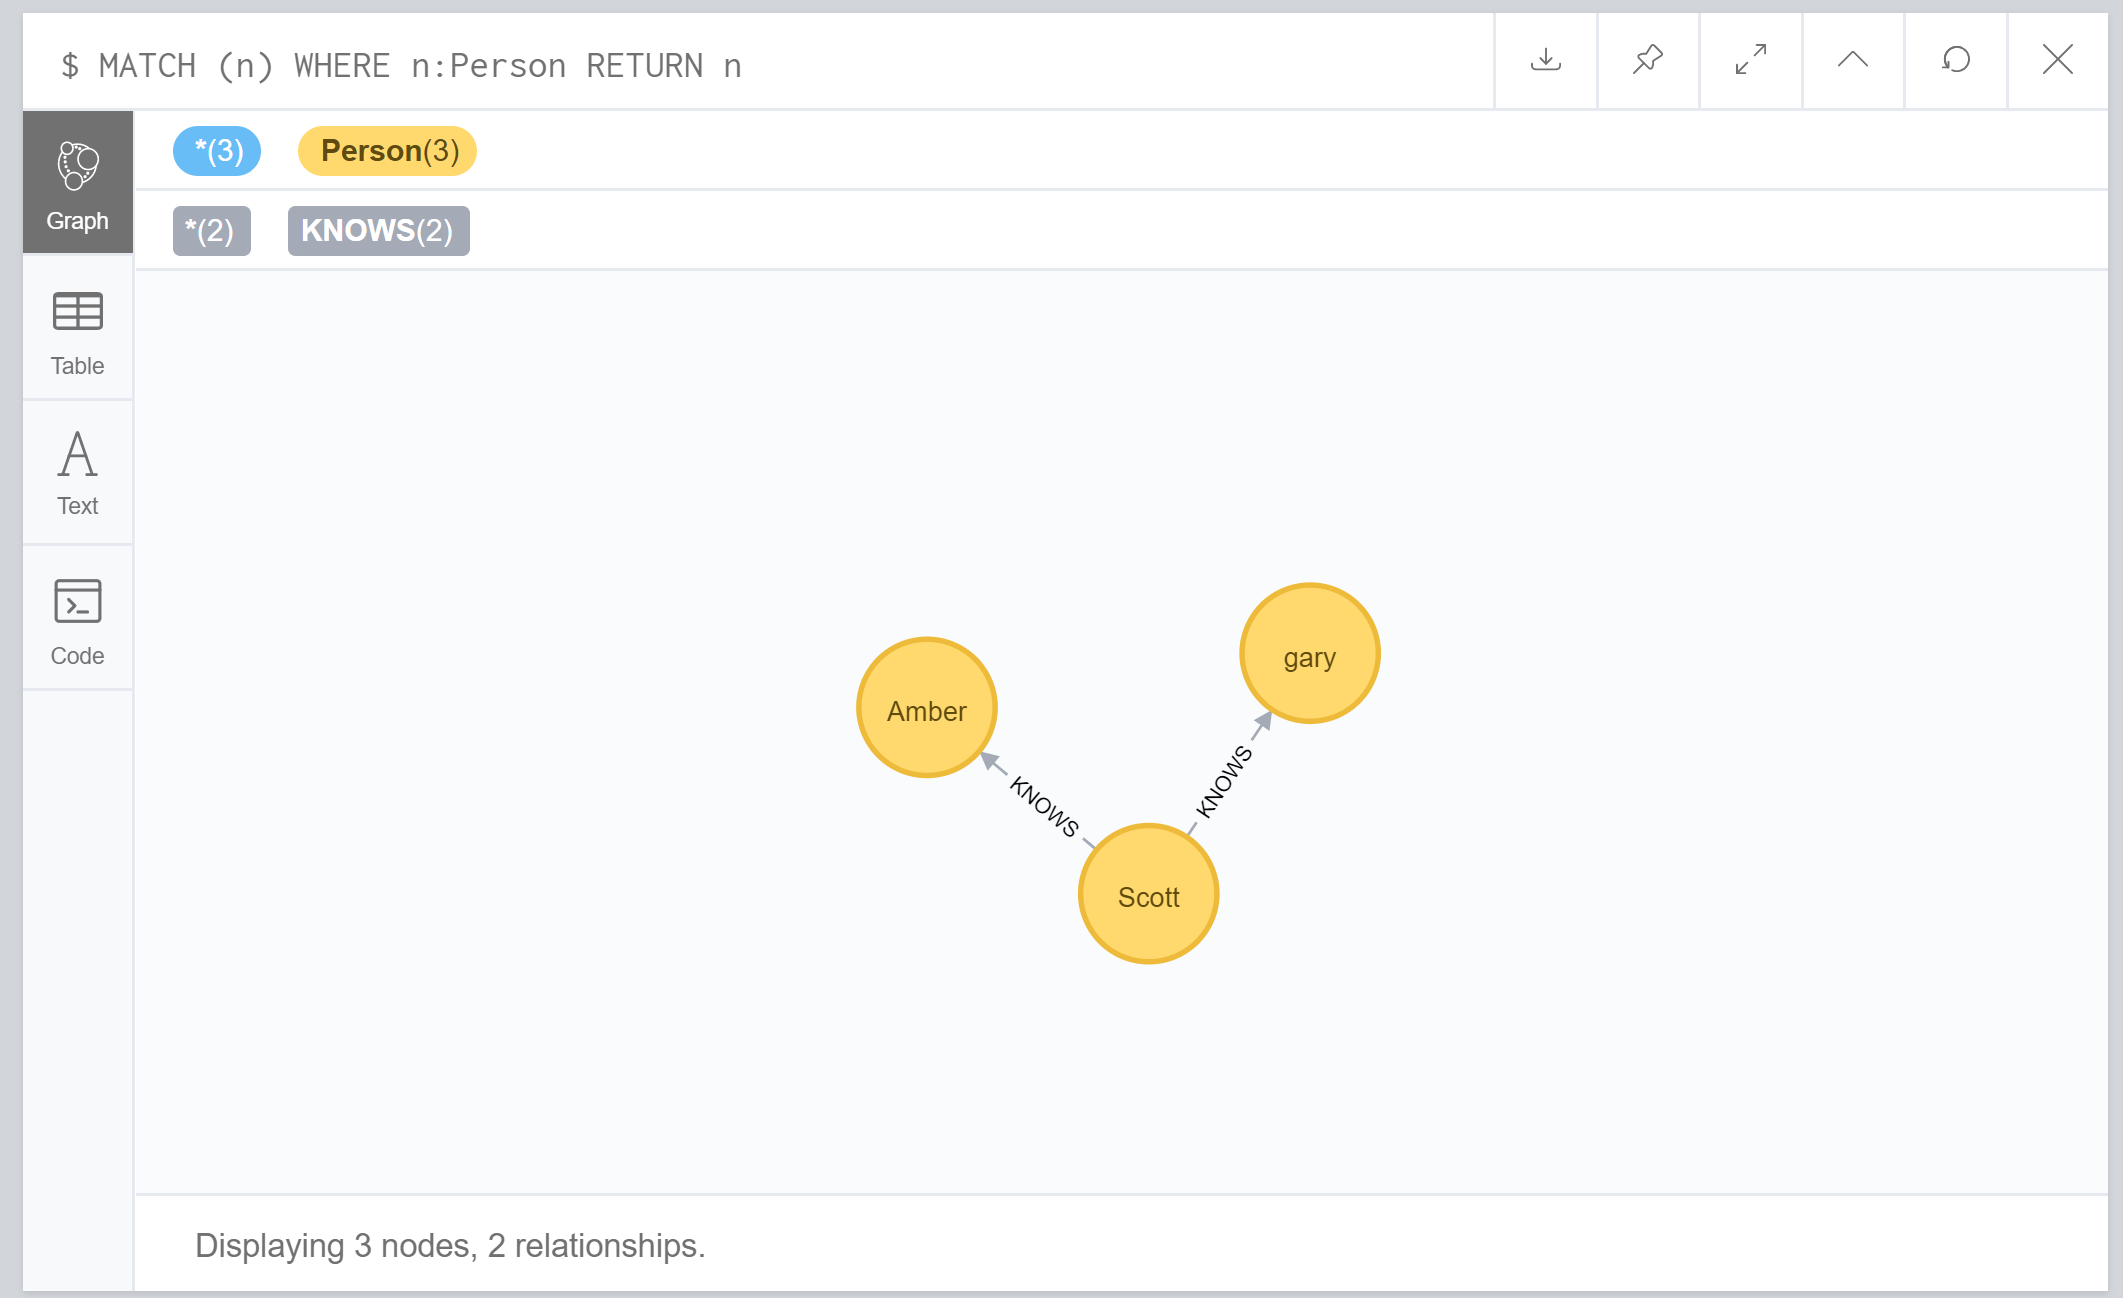 $ MATCH (n) WHERE n:Person RETURN n
*(3) Person(3)
Graph
*(2) KNOWS(2)
Table
Text
Code
gary
Amber
KNOWS
KNOWS
Scott
Displaying 3 nodes, 2 relationships.